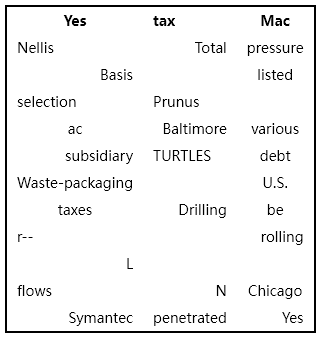 Yes tax Mac
Nellis Total pressure
Basis listed
selection Prunus
ac Baltimore various
subsidiary TURTLES debt
Waste-packaging U.S.
taxes Drilling be
r-- rolling
L
flows N Chicago
Symantec penetrated Yes